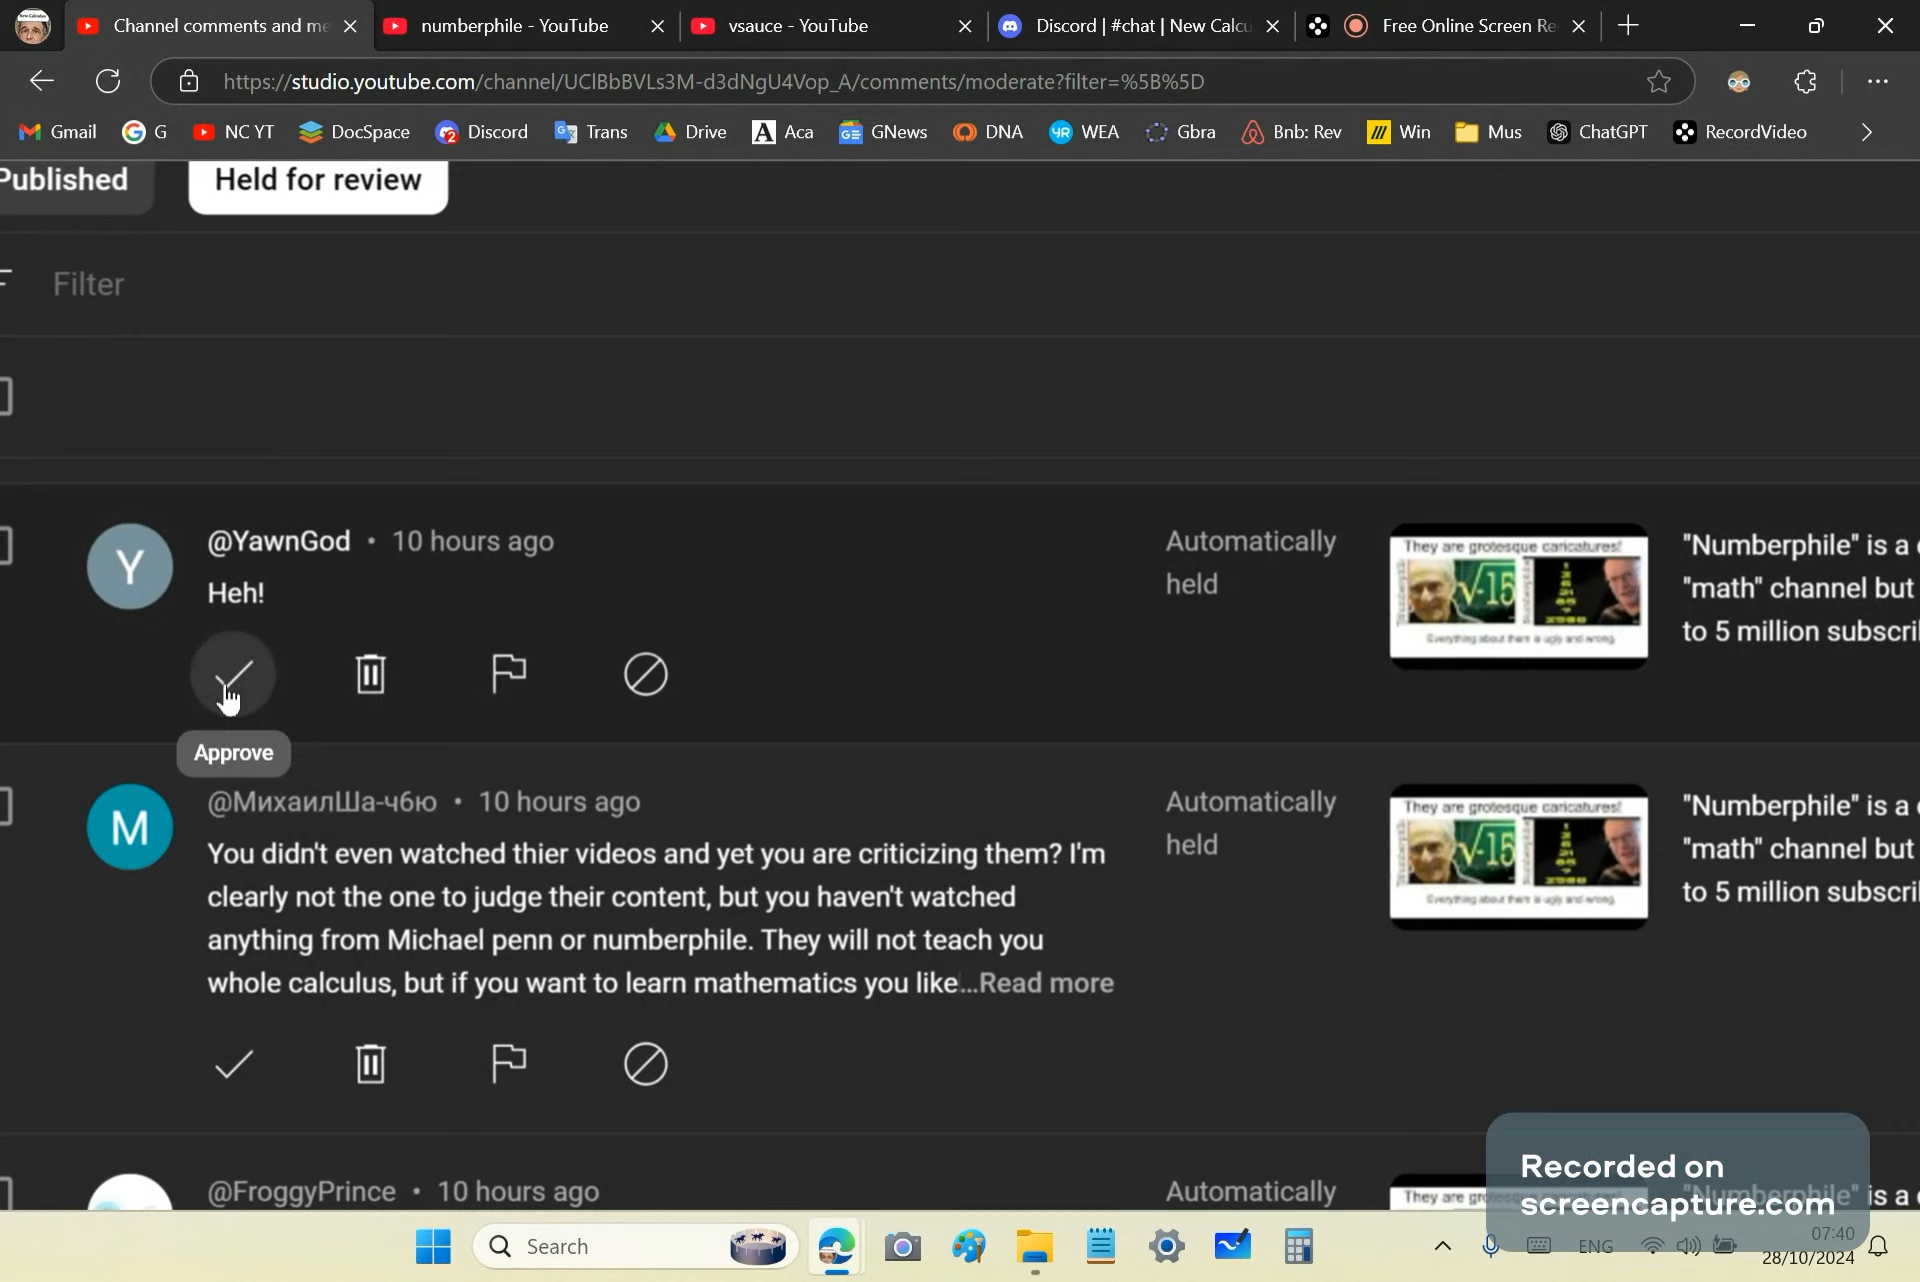 Channel comments and me
numberphile - YouTube
vsauce - YouTube
Discord | #chat | New Calcu
Free Online Screen Re
https://studio.youtube.com/channel/UClBbBVLs3M-d3dNgU4Vop_A/comments/moderate?filter=%5B%5D
Gmail G NC YT DocSpace Discord Trans Drive Aca GNews DNA WEA Gbra Bnb: Rev Win Mus ChatGPT RecordVideo
Published Held for review
Filter
Y @YawnGod • 10 hours ago
Heh!
Automatically
held
They are grotesque caricatures!
√-15
Everything about them is ugly and wrong.
"Numberphile" is a
"math" channel but
to 5 million subscri
Approve
M @МихаилШа-ч6ю • 10 hours ago
You didn't even watched thier videos and yet you are criticizing them? I'm
clearly not the one to judge their content, but you haven't watched
anything from Michael penn or numberphile. They will not teach you
whole calculus, but if you want to learn mathematics you like...Read more
Automatically
held
They are grotesque caricatures!
√-15
Everything about them is ugly and wrong.
"Numberphile" is a
"math" channel but
to 5 million subscri
@FroggyPrince • 10 hours ago
Automatically
They are
"Numberphile" is a
Recorded on
screencapture.com
Search
ENG
07:40
28/10/2024